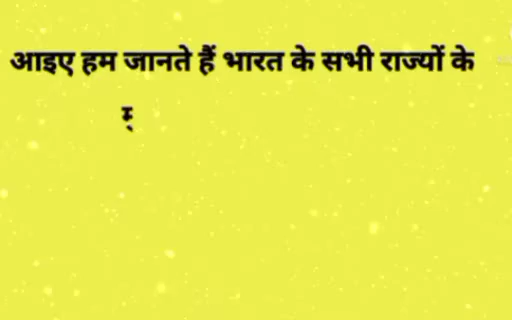 आइए हम जानते हैं भारत के सभी राज्यों के